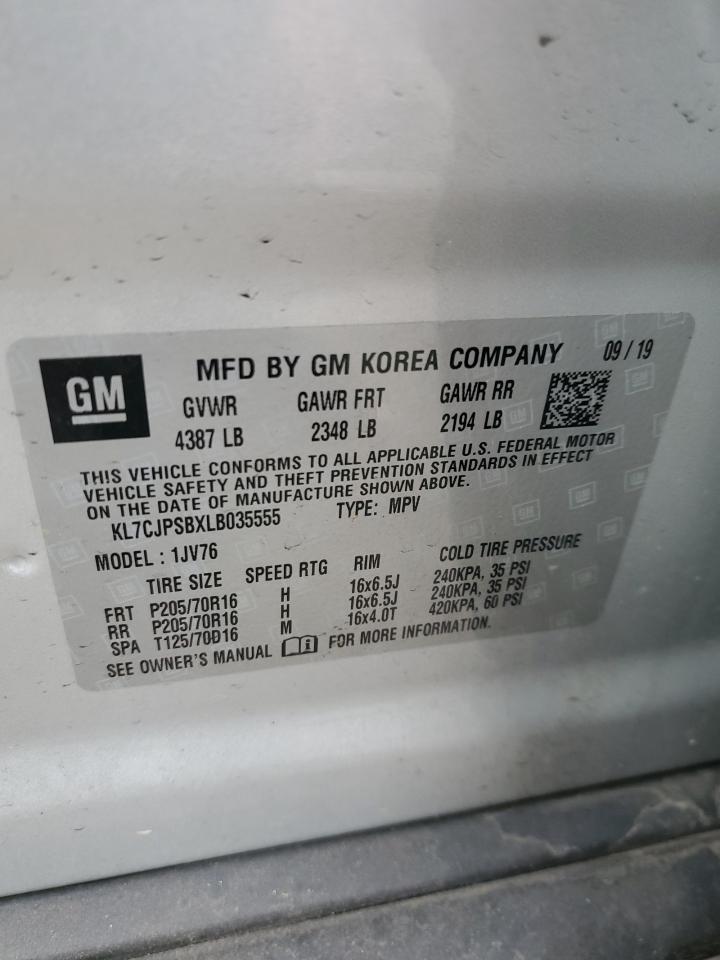 GM
MFD BY GM KOREA COMPANY 09 / 19
GVWR GAWR FRT GAWR RR
4387 LB 2348 LB 2194 LB
THIS VEHICLE CONFORMS TO ALL APPLICABLE U.S. FEDERAL MOTOR
VEHICLE SAFETY AND THEFT PREVENTION STANDARDS IN EFFECT
ON THE DATE OF MANUFACTURE SHOWN ABOVE.
KL7CJPSBXLB035555 TYPE: MPV
MODEL : 1JV76
TIRE SIZE SPEED RTG RIM COLD TIRE PRESSURE
FRT P205/70R16 H 16x6.5J 240KPA, 35 PSI
RR P205/70R16 H 16x6.5J 240KPA, 35 PSI
SPA T125/70D16 M 16x4.0T 420KPA, 60 PSI
SEE OWNER'S MANUAL FOR MORE INFORMATION.